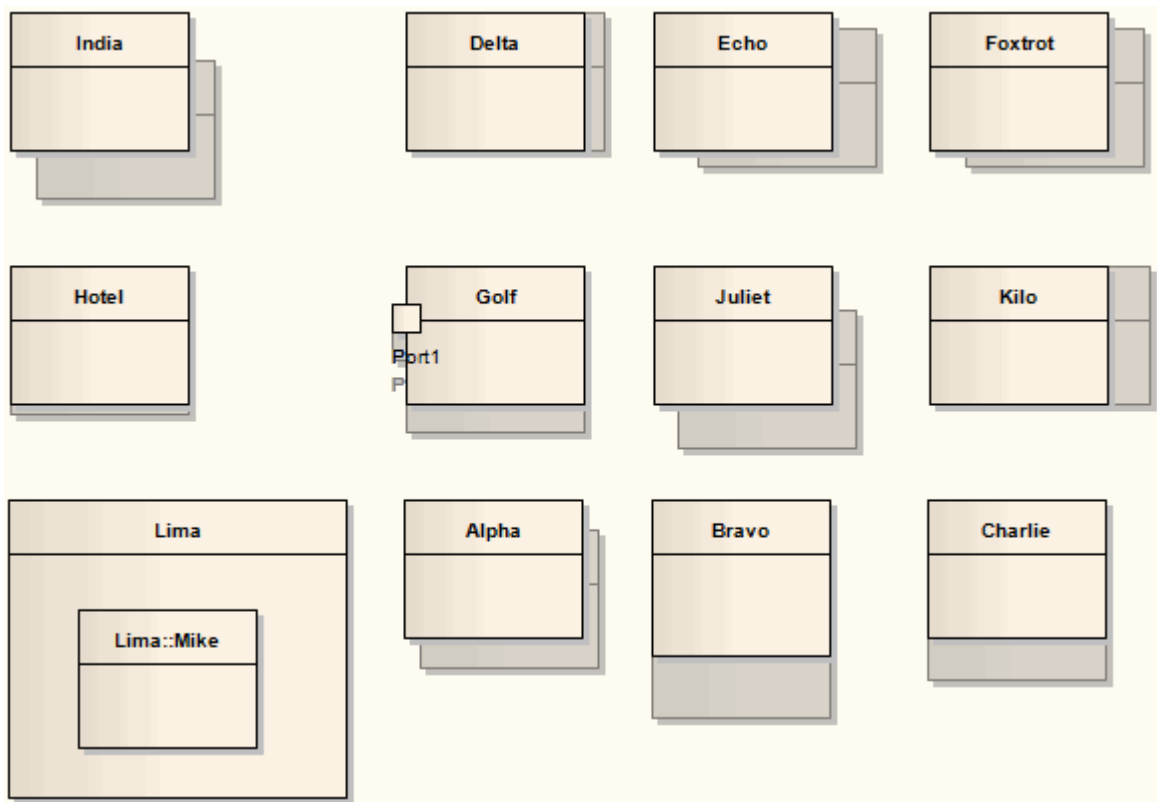 India
Delta
Echo
Foxtrot
Hotel
Golf
Juliet
Kilo
Port1
P
Lima
Alpha
Bravo
Charlie
Lima::Mike